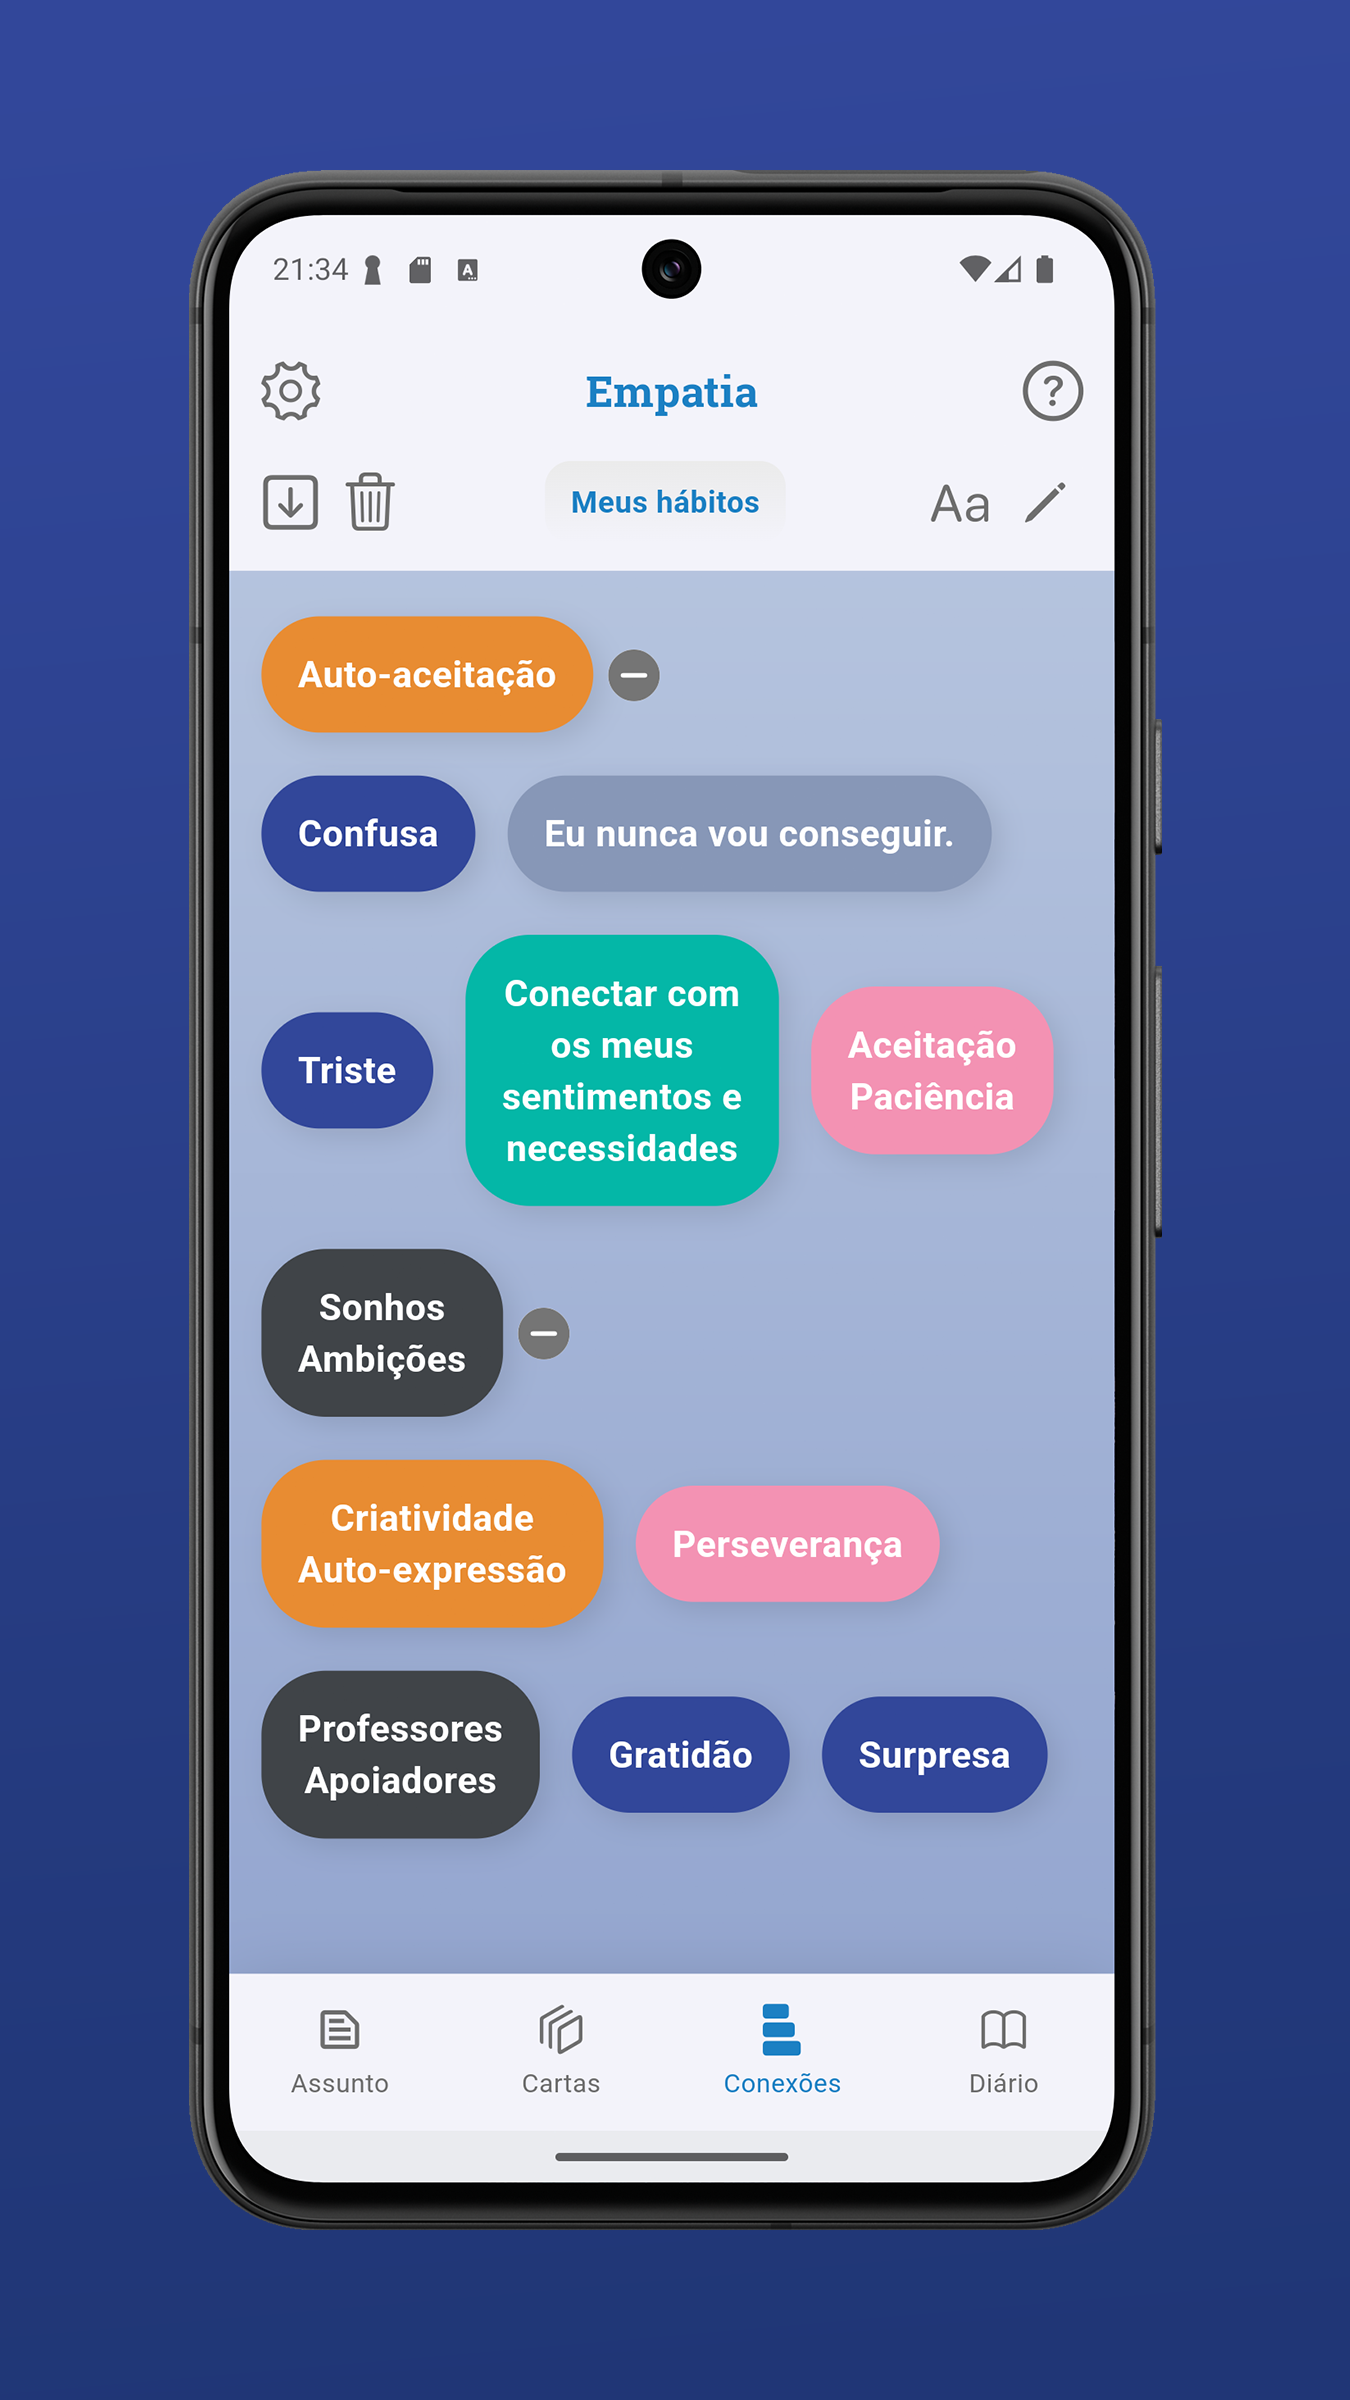 21:34
Empatia
Meus hábitos
Aa
Auto-aceitação
Confusa
Eu nunca vou conseguir.
Triste
Conectar com
os meus
sentimentos e
necessidades
Aceitação
Paciência
Sonhos
Ambições
Criatividade
Auto-expressão
Perseverança
Professores
Apoiadores
Gratidão
Surpresa
Assunto
Cartas
Conexões
Diário